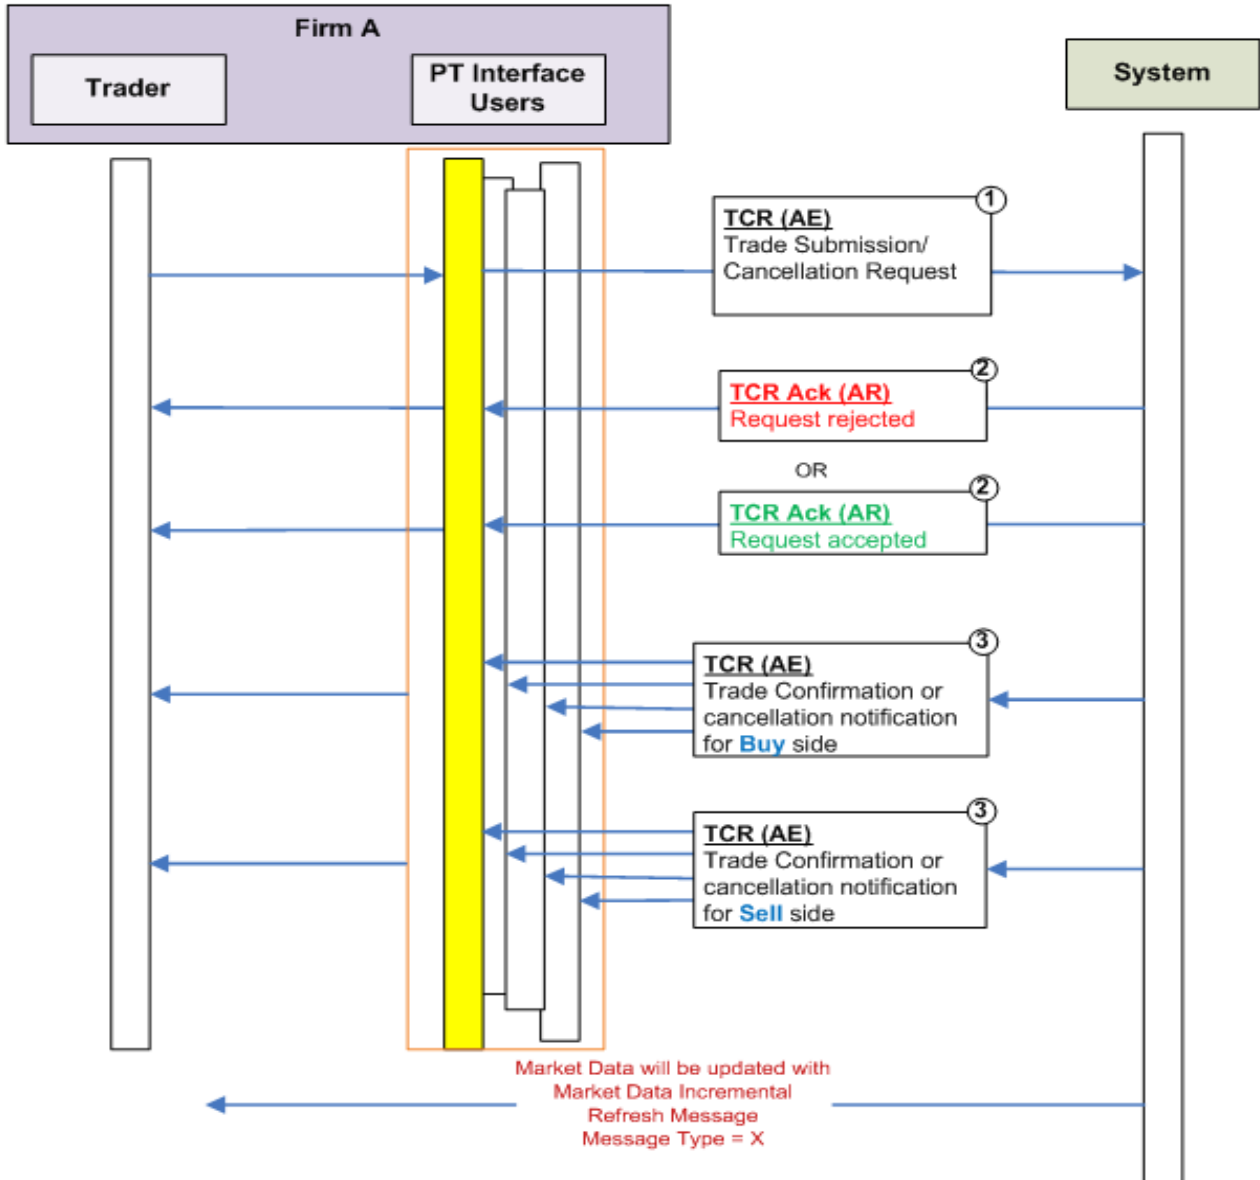 Firm A
Trader
PT Interface
Users
System
1
TCR (AE)
Trade Submission/
Cancellation Request
2
TCR Ack (AR)
Request rejected
OR
2
TCR Ack (AR)
Request accepted
3
TCR (AE)
Trade Confirmation or
cancellation notification
for Buy side
3
TCR (AE)
Trade Confirmation or
cancellation notification
for Sell side
Market Data will be updated with
Market Data Incremental
Refresh Message
Message Type = X